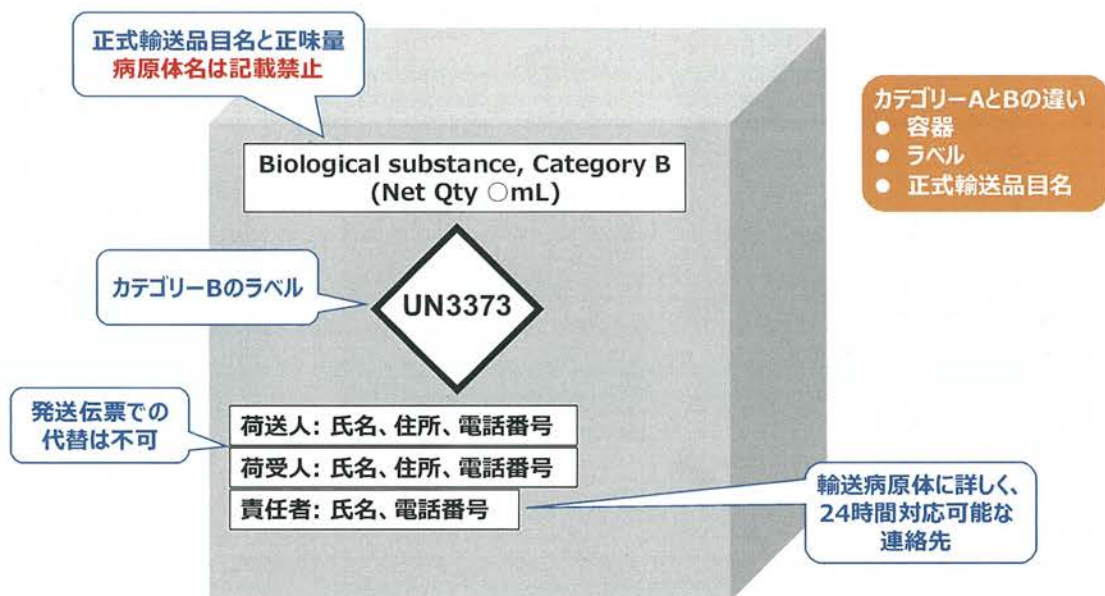 正式輸送品目名と正味量
病原体名は記載禁止
カテゴリーAとBの違い
● 容器
● ラベル
● 正式輸送品目名
Biological substance, Category B
(Net Qty ○mL)
カテゴリーBのラベル
UN3373
発送伝票での
代替は不可
荷送人: 氏名、住所、電話番号
荷受人: 氏名、住所、電話番号
責任者: 氏名、電話番号
輸送病原体に詳しく、
24時間対応可能な
連絡先